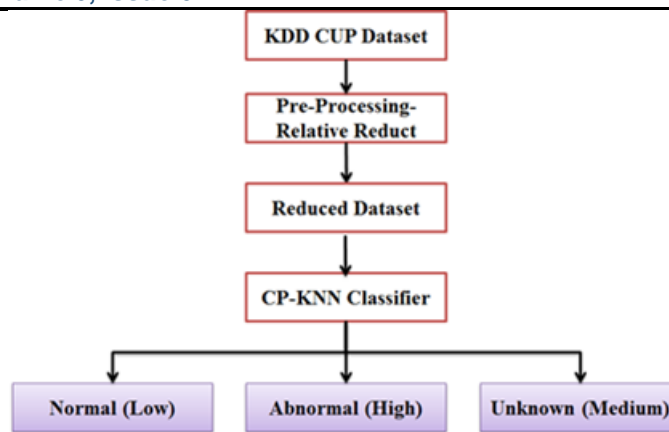 KDD CUP Dataset
Pre-Processing-
Relative Reduct
Reduced Dataset
CP-KNN Classifier
Normal (Low)
Abnormal (High)
Unknown (Medium)